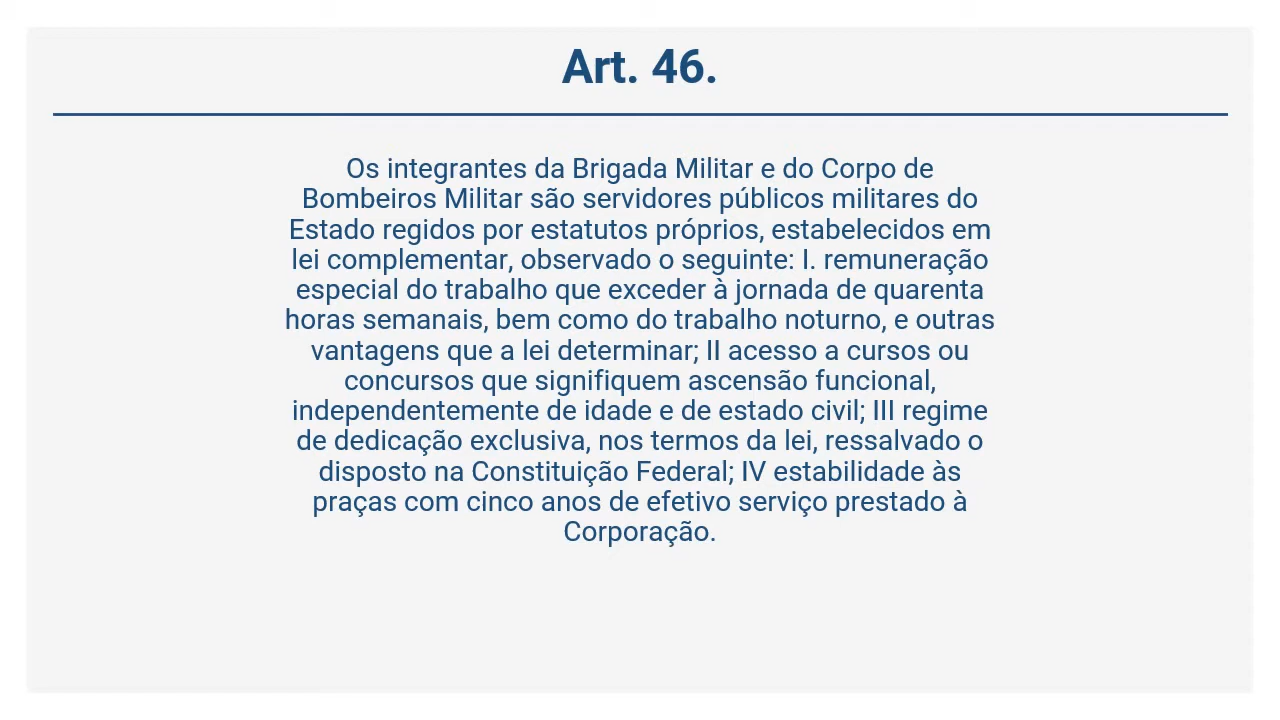 Art. 46.
Os integrantes da Brigada Militar e do Corpo de
Bombeiros Militar são servidores públicos militares do
Estado regidos por estatutos próprios, estabelecidos em
lei complementar, observado o seguinte: I. remuneração
especial do trabalho que exceder à jornada de quarenta
horas semanais, bem como do trabalho noturno, e outras
vantagens que a lei determinar; II acesso a cursos ou
concursos que signifiquem ascensão funcional,
independentemente de idade e de estado civil; III regime
de dedicação exclusiva, nos termos da lei, ressalvado o
disposto na Constituição Federal; IV estabilidade às
praças com cinco anos de efetivo serviço prestado à
Corporação.